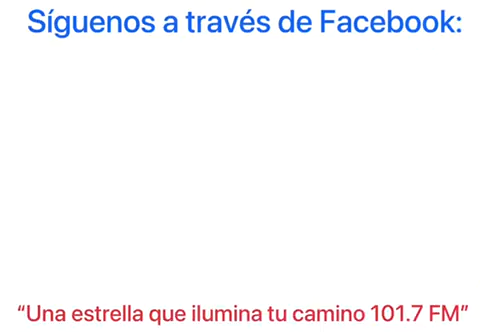 Síguenos a través de Facebook:
“Una estrella que ilumina tu camino 101.7 FM”